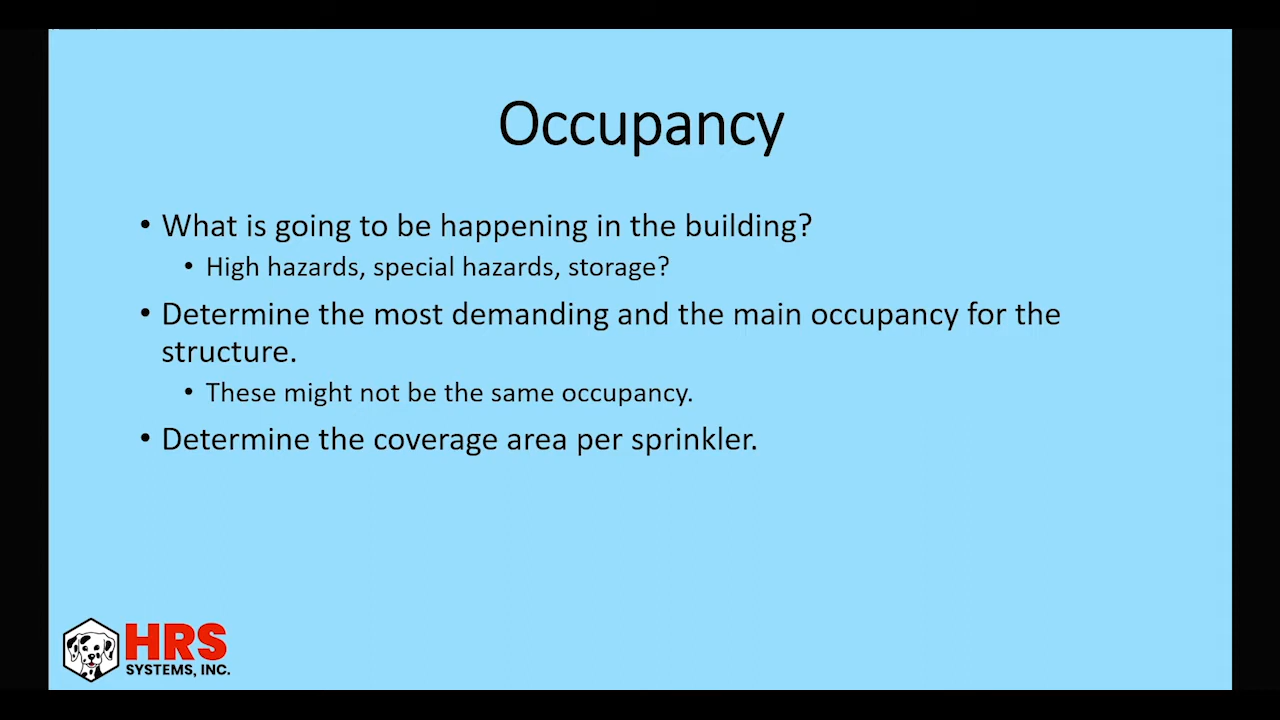 Occupancy
• What is going to be happening in the building?
• High hazards, special hazards, storage?
• Determine the most demanding and the main occupancy for the
structure.
• These might not be the same occupancy.
• Determine the coverage area per sprinkler.
HRS
SYSTEMS, INC.